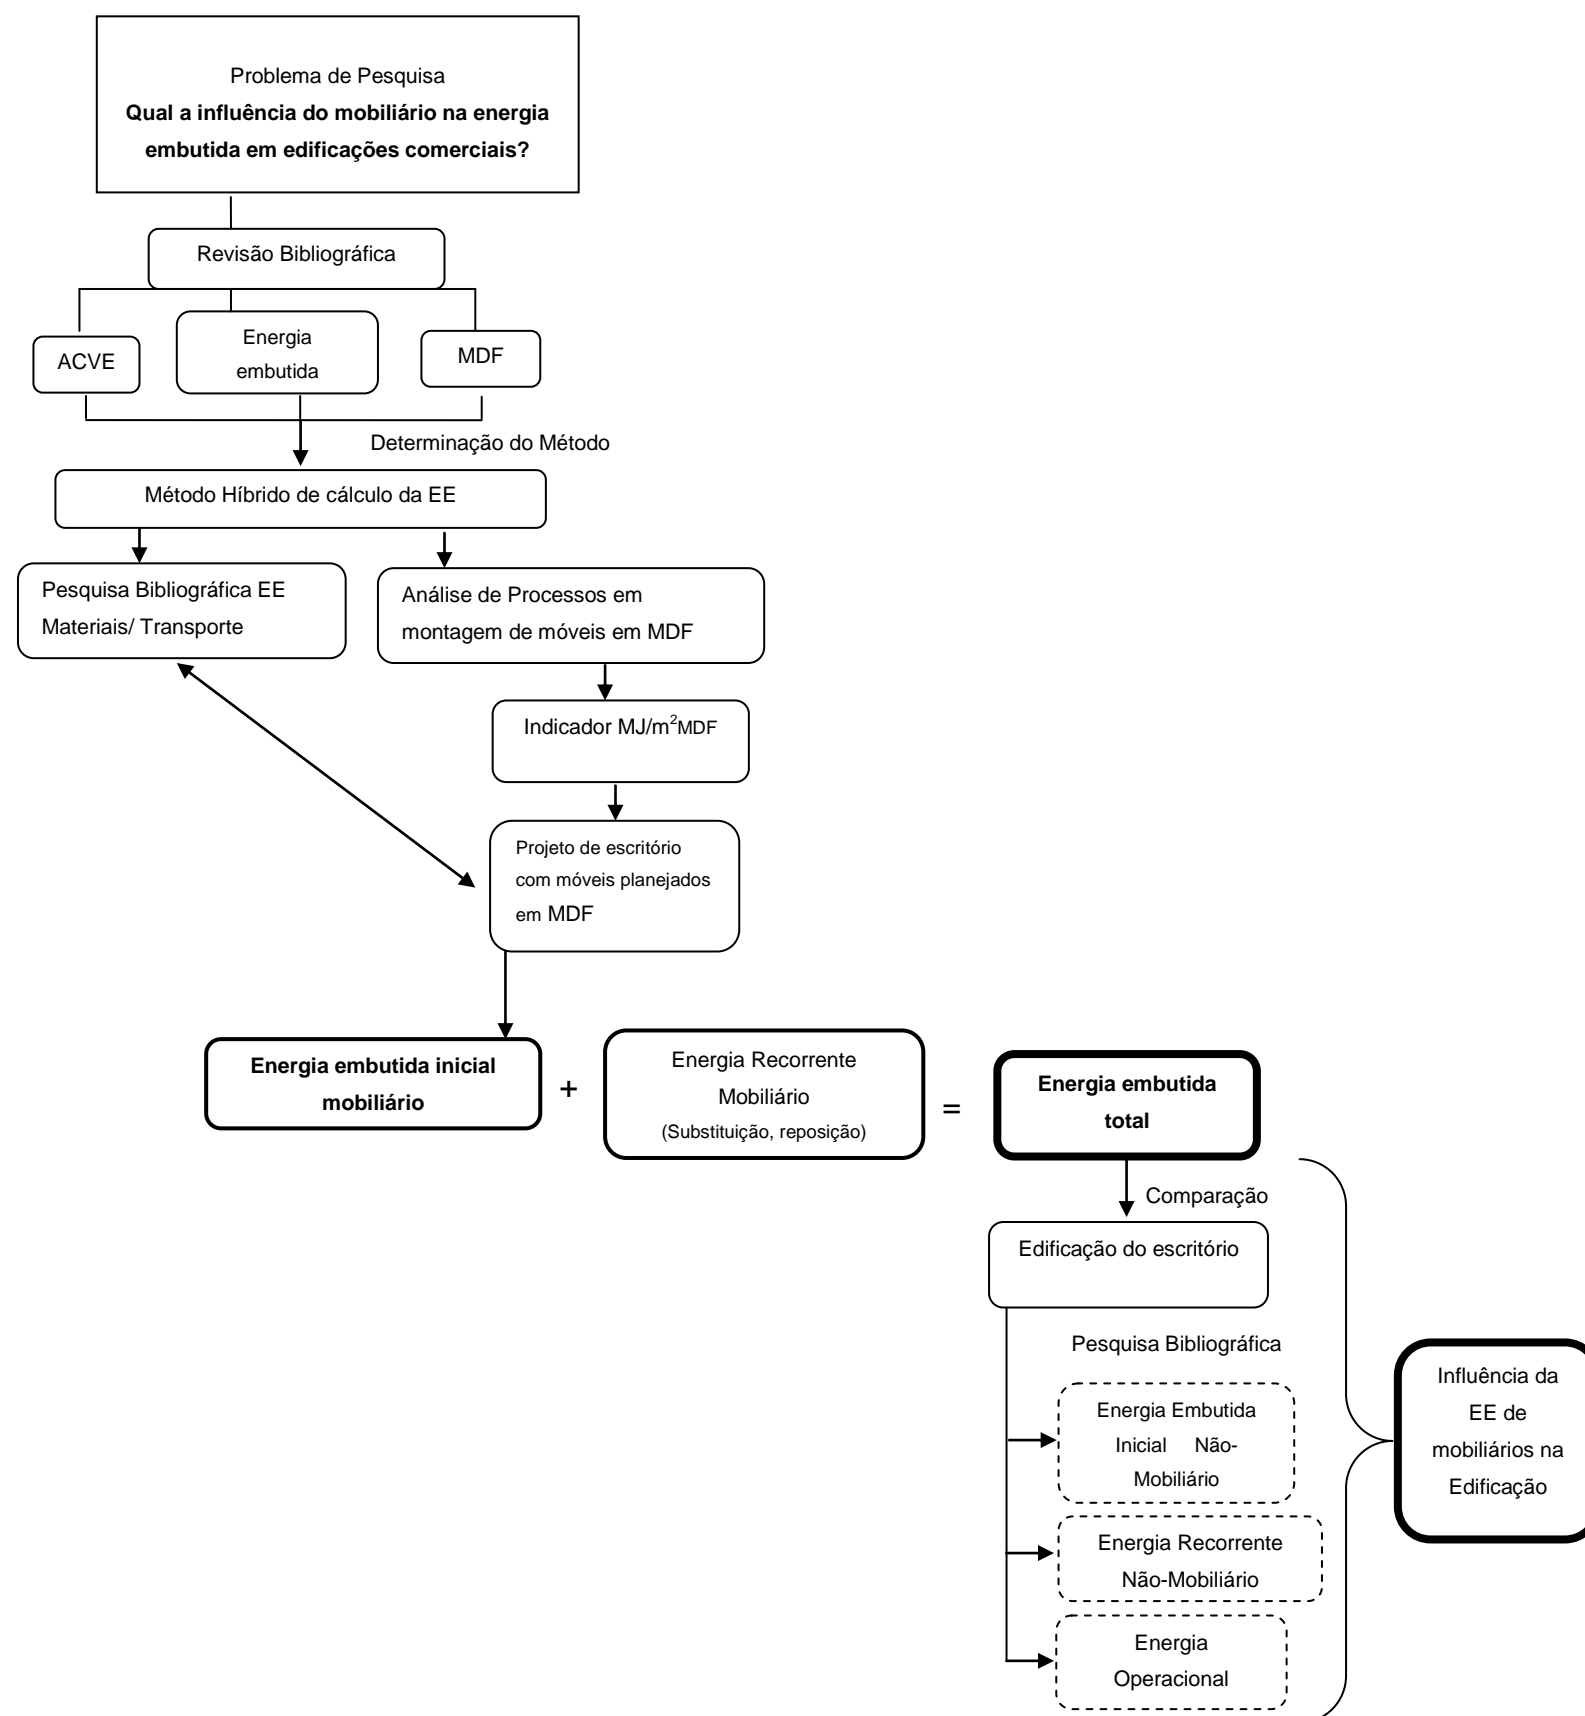 Problema de Pesquisa
Qual a influência do mobiliário na energia
embutida em edificações comerciais?
Revisão Bibliográfica
ACVE
Energia
embutida
MDF
Determinação do Método
Método Híbrido de cálculo da EE
Pesquisa Bibliográfica EE
Materiais/ Transporte
Análise de Processos em
montagem de móveis em MDF
Indicador MJ/m²MDF
Projeto de escritório
com móveis planejados
em MDF
Energia embutida inicial
mobiliário
+
Energia Recorrente
Mobiliário
(Substituição, reposição)
=
Energia embutida
total
Comparação
Edificação do escritório
Pesquisa Bibliográfica
Energia Embutida
Inicial Não-
Mobiliário
Energia Recorrente
Não-Mobiliário
Energia
Operacional
Influência da
EE de
mobiliários na
Edificação